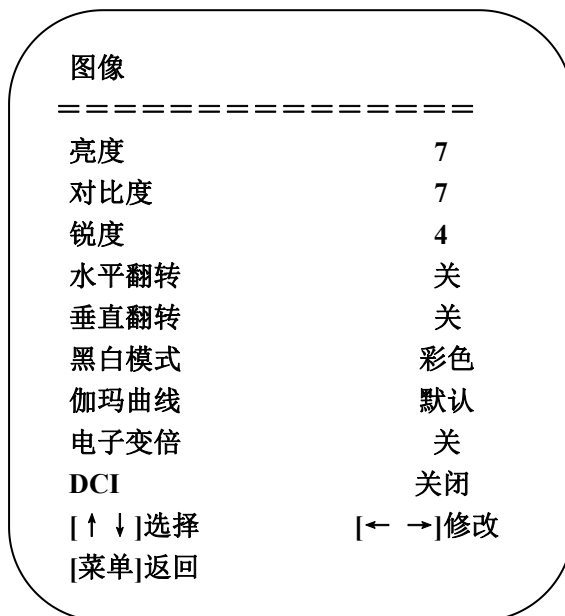 图像
===============
亮度 7
对比度 7
锐度 4
水平翻转 关
垂直翻转 关
黑白模式 彩色
伽玛曲线 默认
电子变倍 关
DCI 关闭
[↑ ↓]选择 [← →]修改
[菜单]返回